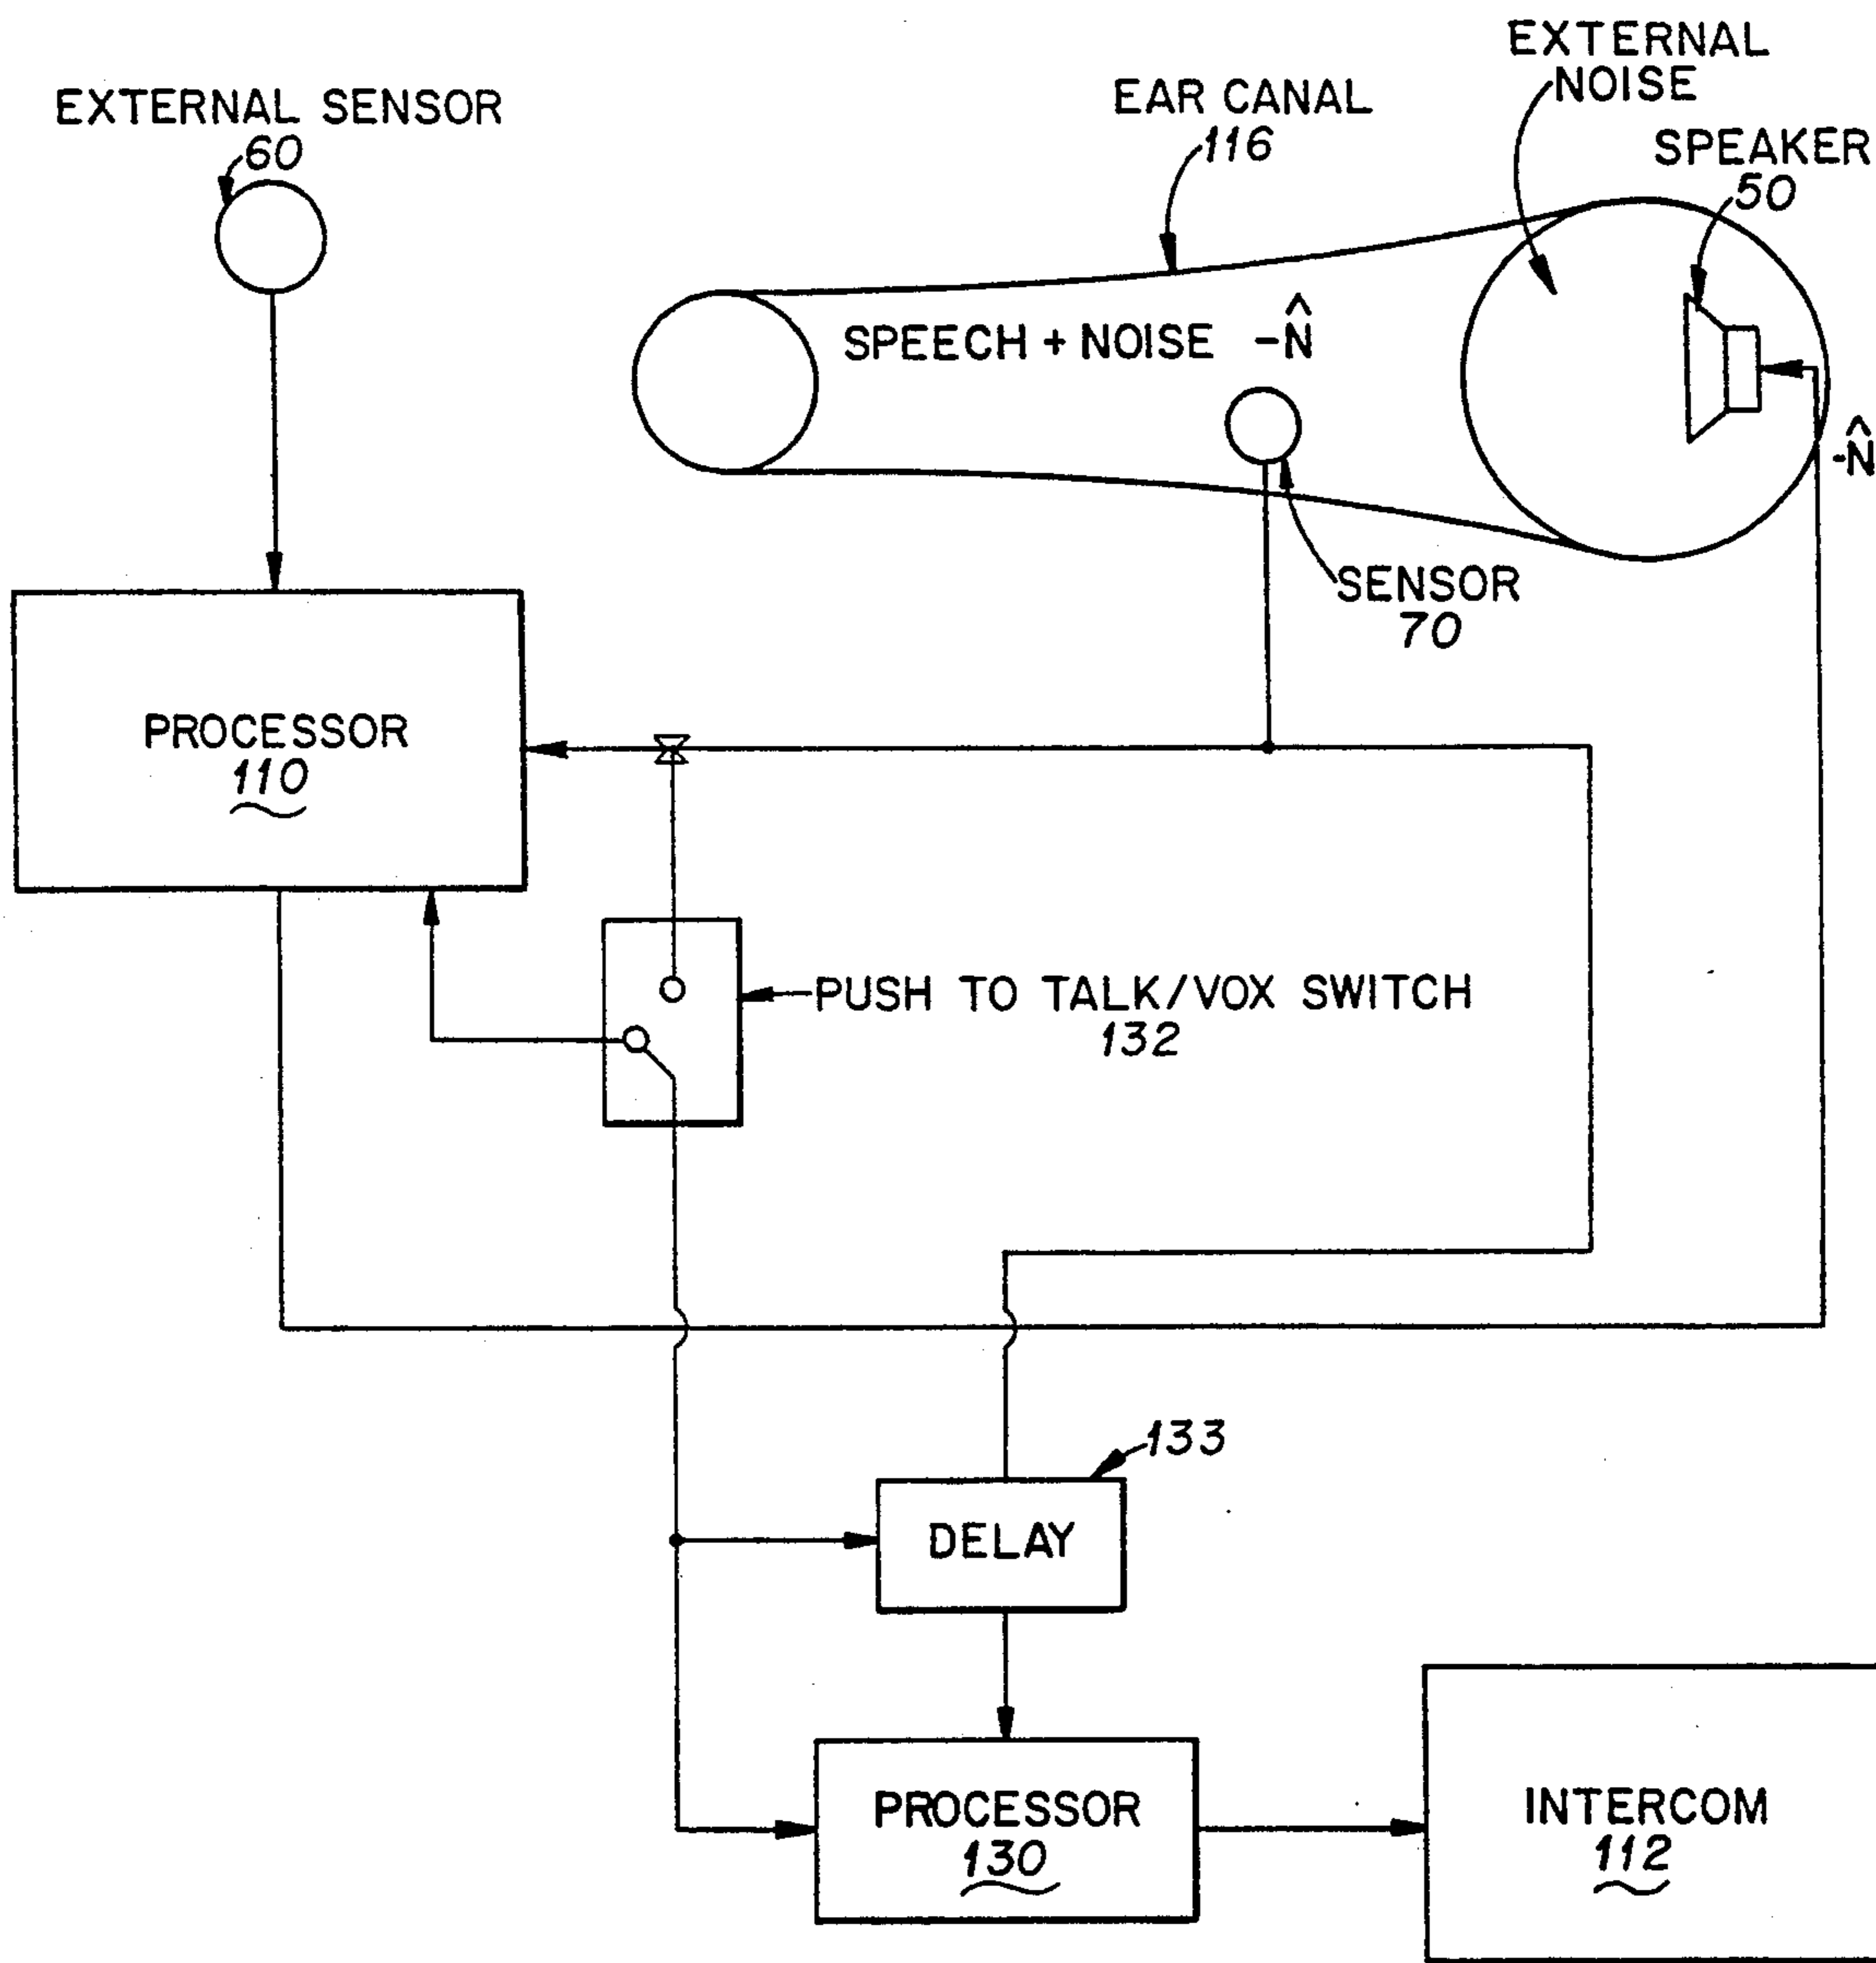 EXTERNAL SENSOR
60
EAR CANAL
116
EXTERNAL
NOISE
SPEAKER
50
SPEECH + NOISE -N̂
-N̂
SENSOR
70
PROCESSOR
110
PUSH TO TALK/VOX SWITCH
132
133
DELAY
PROCESSOR
130
INTERCOM
112